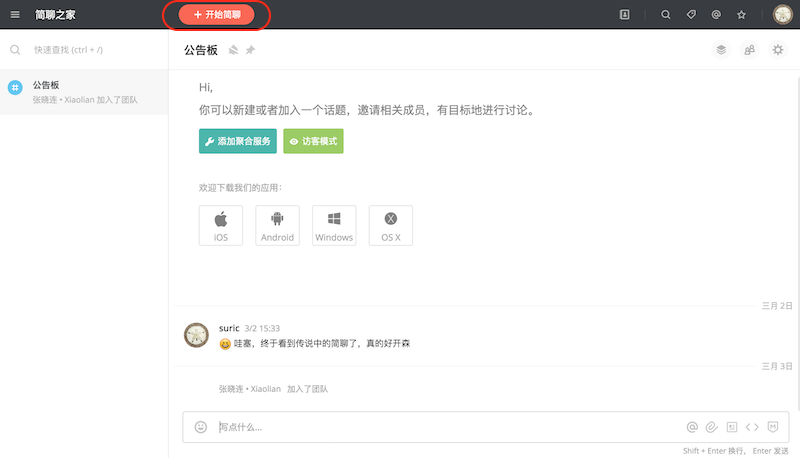 简聊之家
+ 开始简聊
快速查找 (ctrl + /)
公告板
张晓连 • Xiaolian 加入了团队
公告板
Hi,
你可以新建或者加入一个话题，邀请相关成员，有目标地进行讨论。
添加聚合服务
访客模式
欢迎下载我们的应用：
iOS
Android
Windows
OS X
三月 2日
suric 3/2 15:33
哇塞，终于看到传说中的简聊了，真的好开森
三月 3日
张晓连 • Xiaolian 加入了团队
写点什么...
Shift + Enter 换行， Enter 发送